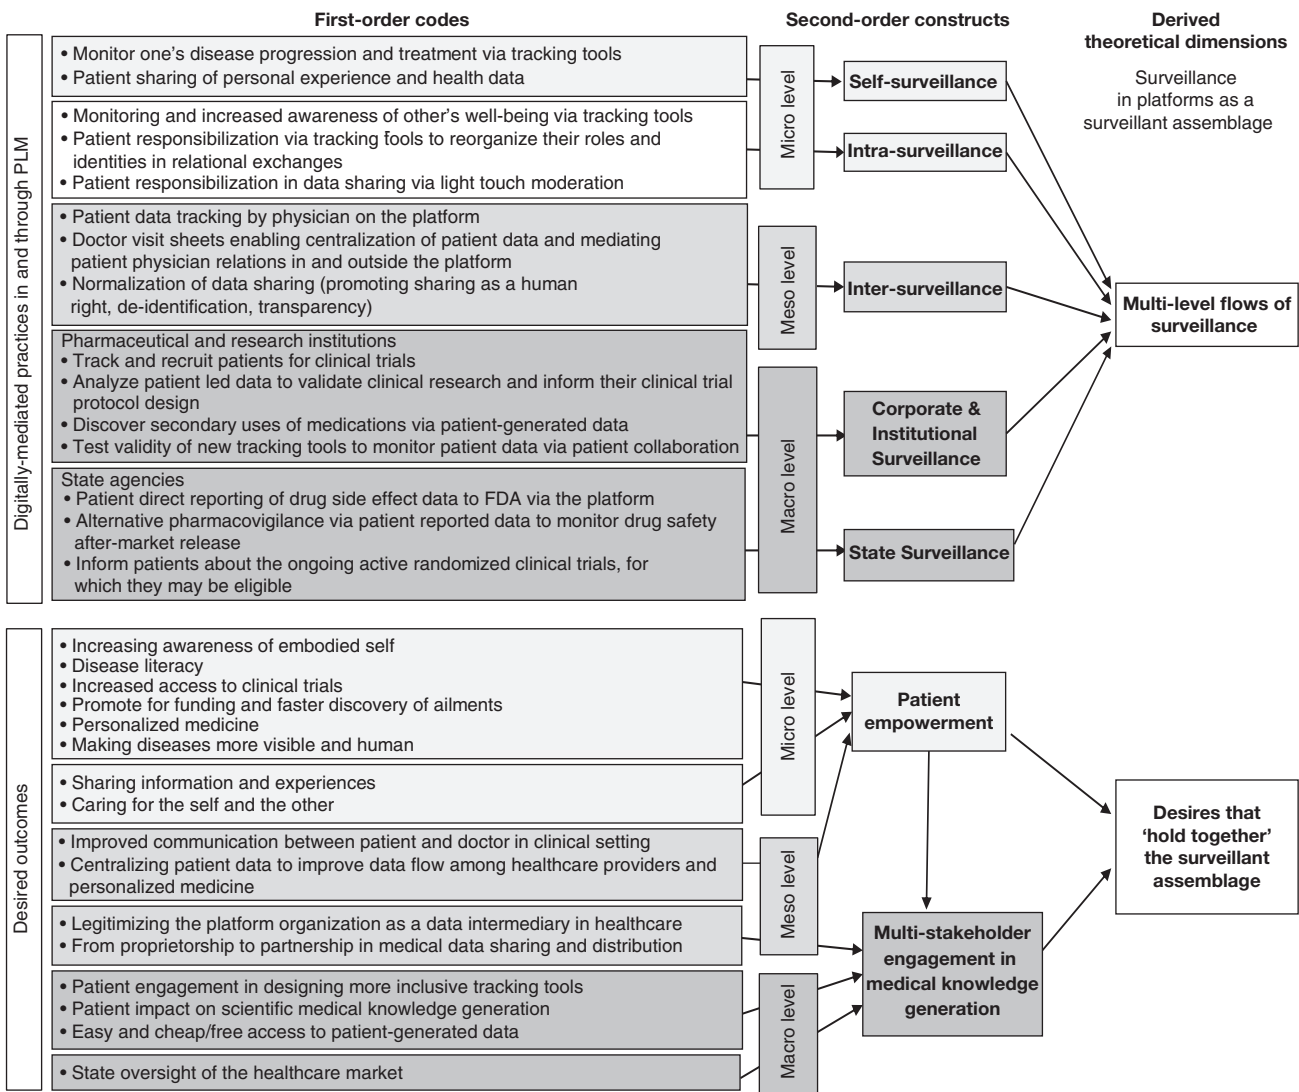 First-order codes
Second-order constructs
Derived
theoretical dimensions
Surveillance
in platforms as a
surveillant assemblage
Digitally-mediated practices in and through PLM
• Monitor one's disease progression and treatment via tracking tools
• Patient sharing of personal experience and health data
• Monitoring and increased awareness of other's well-being via tracking tools
• Patient responsibilization via tracking tools to reorganize their roles and
identities in relational exchanges
• Patient responsibilization in data sharing via light touch moderation
• Patient data tracking by physician on the platform
• Doctor visit sheets enabling centralization of patient data and mediating
patient physician relations in and outside the platform
• Normalization of data sharing (promoting sharing as a human
right, de-identification, transparency)
Pharmaceutical and research institutions
• Track and recruit patients for clinical trials
• Analyze patient led data to validate clinical research and inform their clinical trial
protocol design
• Discover secondary uses of medications via patient-generated data
• Test validity of new tracking tools to monitor patient data via patient collaboration
State agencies
• Patient direct reporting of drug side effect data to FDA via the platform
• Alternative pharmacovigilance via patient reported data to monitor drug safety
after-market release
• Inform patients about the ongoing active randomized clinical trials, for
which they may be eligible
Micro level
Meso level
Macro level
Self-surveillance
Intra-surveillance
Inter-surveillance
Corporate &
Institutional
Surveillance
State Surveillance
Multi-level flows of
surveillance
Desired outcomes
• Increasing awareness of embodied self
• Disease literacy
• Increased access to clinical trials
• Promote for funding and faster discovery of ailments
• Personalized medicine
• Making diseases more visible and human
• Sharing information and experiences
• Caring for the self and the other
• Improved communication between patient and doctor in clinical setting
• Centralizing patient data to improve data flow among healthcare providers and
personalized medicine
• Legitimizing the platform organization as a data intermediary in healthcare
• From proprietorship to partnership in medical data sharing and distribution
• Patient engagement in designing more inclusive tracking tools
• Patient impact on scientific medical knowledge generation
• Easy and cheap/free access to patient-generated data
• State oversight of the healthcare market
Micro level
Meso level
Macro level
Patient
empowerment
Multi-stakeholder
engagement in
medical knowledge
generation
Desires that
'hold together'
the surveillant
assemblage